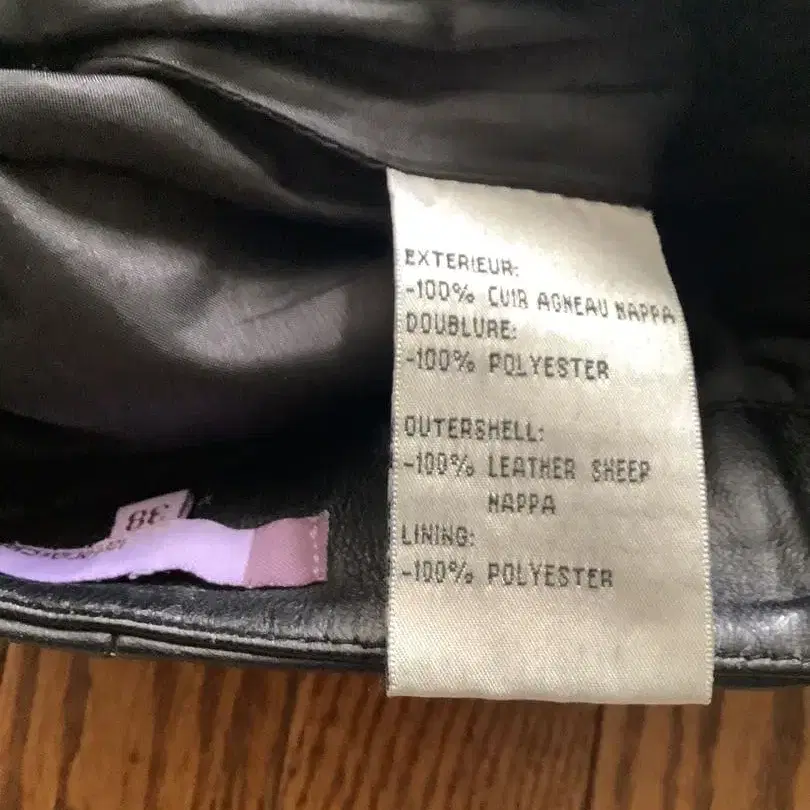 EXTERIEUR:
-100% CUIR AGNEAU NAPPA
DOUBLURE:
-100% POLYESTER
OUTERSHELL:
-100% LEATHER SHEEP
NAPPA
LINING:
-100% POLYESTER
38